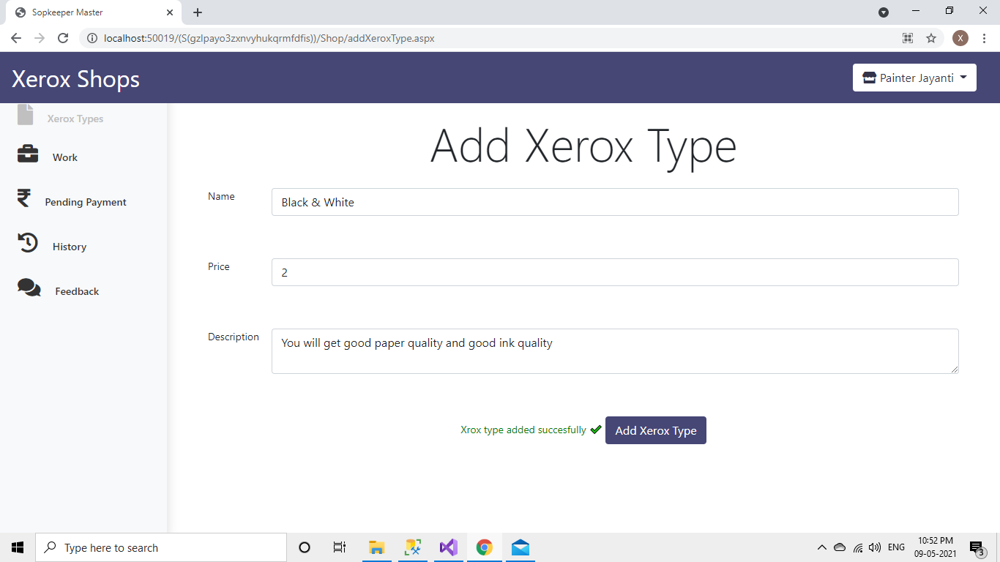 Sopkeeper Master
localhost:50019/(S(gzlpayo3zxnvyhukqrmfdfis))/Shop/addXeroxType.aspx
X
Xerox Shops
Painter Jayanti
Xerox Types
Work
Pending Payment
History
Feedback
Add Xerox Type
Name
Black & White
Price
2
Description
You will get good paper quality and good ink quality
Xrox type added succesfully
Add Xerox Type
Type here to search
ENG
10:52 PM
09-05-2021
3